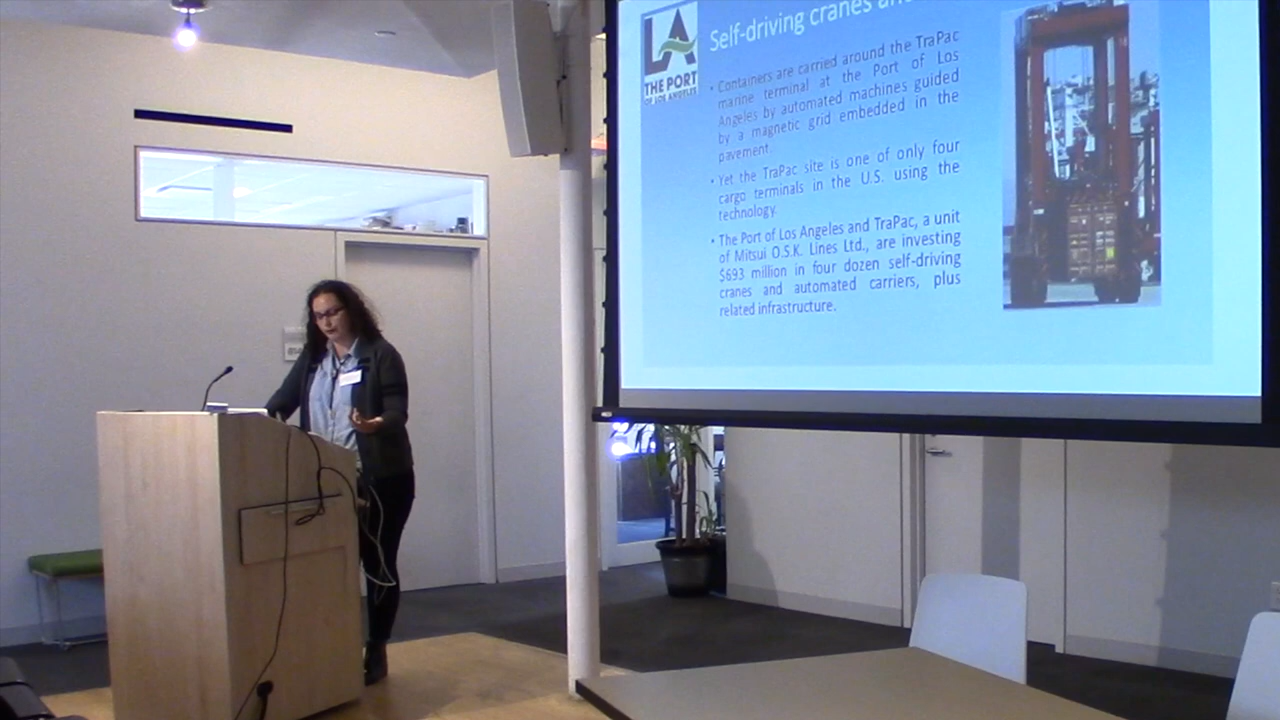 LA
THE PORT
OF LOS ANGELES
Self-driving cranes and
• Containers are carried around the TraPac
marine terminal at the Port of Los
Angeles by automated machines guided
by a magnetic grid embedded in the
pavement.
• Yet the TraPac site is one of only four
cargo terminals in the U.S. using the
technology.
• The Port of Los Angeles and TraPac, a unit
of Mitsui O.S.K. Lines Ltd., are investing
$693 million in four dozen self-driving
cranes and automated carriers, plus
related infrastructure.